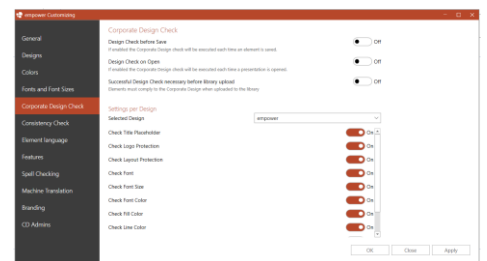 empower Customizing
General
Designs
Colors
Fonts and Font Sizes
Corporate Design Check
Consistency Check
Element language
Features
Spell Checking
Machine Translation
Branding
CD Admins
Corporate Design Check
Design Check before Save
Off
If enabled the Corporate Design check will be executed each time an element is saved.
Design Check on Open
Off
If enabled the Corporate Design check will be executed each time a presentation is opened.
Successful Design Check necessary before library upload
Off
Elements must comply to the Corporate Design when uploaded to the library.
Settings per Design
Selected Design
empower
Check Title Placeholder
On
Check Logo Protection
On
Check Layout Protection
On
Check Font
On
Check Font Size
On
Check Font Color
On
Check Fill Color
On
Check Line Color
On
OK
Close
Apply